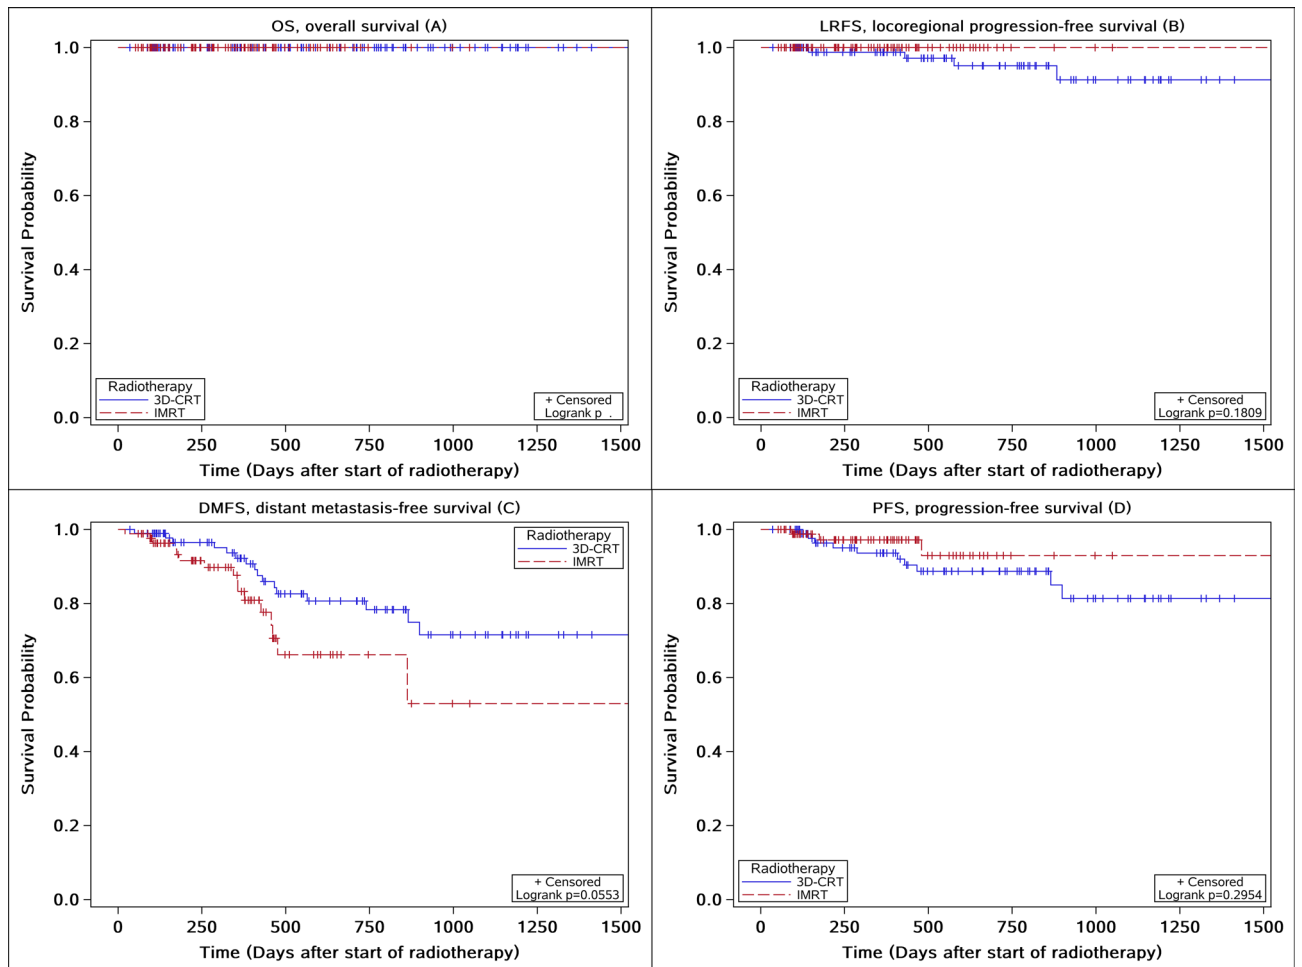 OS, overall survival (A)
1.0
0.8
0.6
0.4
0.2
0.0
Survival Probability
Radiotherapy
3D-CRT
IMRT
+ Censored
Logrank p .
0 250 500 750 1000 1250 1500
Time (Days after start of radiotherapy)
LRFS, locoregional progression-free survival (B)
1.0
0.8
0.6
0.4
0.2
0.0
Survival Probability
Radiotherapy
3D-CRT
IMRT
+ Censored
Logrank p=0.1809
0 250 500 750 1000 1250 1500
Time (Days after start of radiotherapy)
DMFS, distant metastasis-free survival (C)
1.0
0.8
0.6
0.4
0.2
0.0
Survival Probability
Radiotherapy
3D-CRT
IMRT
+ Censored
Logrank p=0.0553
0 250 500 750 1000 1250 1500
Time (Days after start of radiotherapy)
PFS, progression-free survival (D)
1.0
0.8
0.6
0.4
0.2
0.0
Survival Probability
Radiotherapy
3D-CRT
IMRT
+ Censored
Logrank p=0.2954
0 250 500 750 1000 1250 1500
Time (Days after start of radiotherapy)